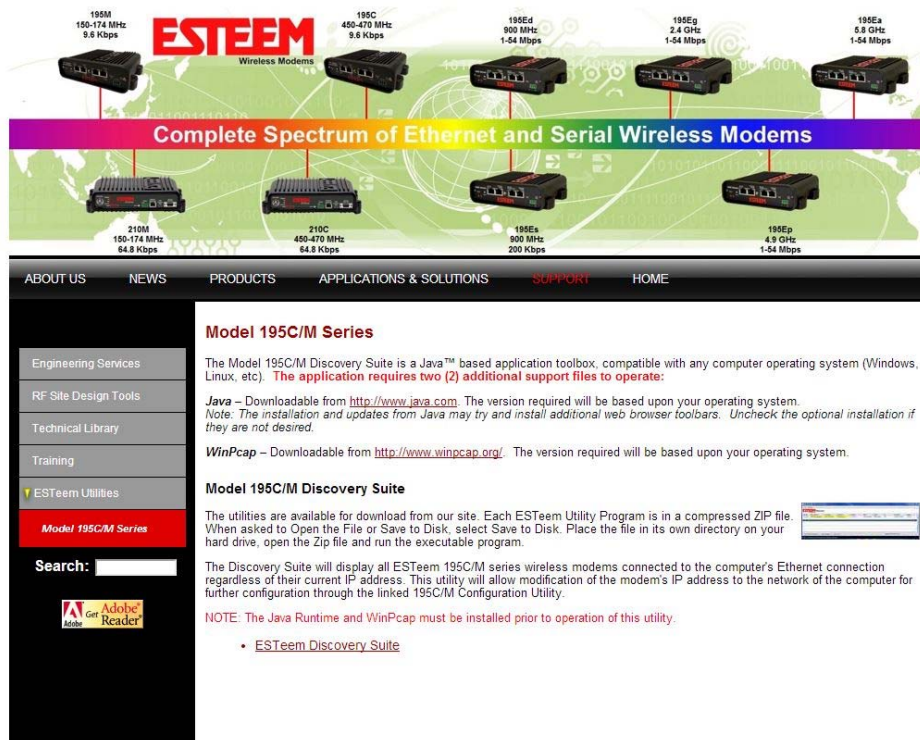 195M
150-174 MHz
9.6 Kbps
ESTEEM
Wireless Modems
195C
450-470 MHz
9.6 Kbps
195Ed
900 MHz
1-54 Mbps
195Eg
2.4 GHz
1-54 Mbps
195Ea
5.8 GHz
1-54 Mbps
Complete Spectrum of Ethernet and Serial Wireless Modems
210M
150-174 MHz
64.8 Kbps
210C
450-470 MHz
64.8 Kbps
195Es
900 MHz
200 Kbps
195Ep
4.9 GHz
1-54 Mbps
ABOUT US NEWS PRODUCTS APPLICATIONS & SOLUTIONS SUPPORT HOME
Engineering Services
RF Site Design Tools
Technical Library
Training
ESTeem Utilities
Model 195C/M Series
Search:
Adobe
Get Adobe®
Reader®
Model 195C/M Series
The Model 195C/M Discovery Suite is a Java™ based application toolbox, compatible with any computer operating system (Windows,
Linux, etc). The application requires two (2) additional support files to operate:
Java – Downloadable from http://www.java.com. The version required will be based upon your operating system.
Note: The installation and updates from Java may try and install additional web browser toolbars. Uncheck the optional installation if
they are not desired.
WinPcap – Downloadable from http://www.winpcap.org/. The version required will be based upon your operating system.
Model 195C/M Discovery Suite
The utilities are available for download from our site. Each ESTeem Utility Program is in a compressed ZIP file.
When asked to Open the File or Save to Disk, select Save to Disk. Place the file in its own directory on your
hard drive, open the Zip file and run the executable program.
The Discovery Suite will display all ESTeem 195C/M series wireless modems connected to the computer's Ethernet connection
regardless of their current IP address. This utility will allow modification of the modem's IP address to the network of the computer for
further configuration through the linked 195C/M Configuration Utility.
NOTE: The Java Runtime and WinPcap must be installed prior to operation of this utility.
• ESTeem Discovery Suite